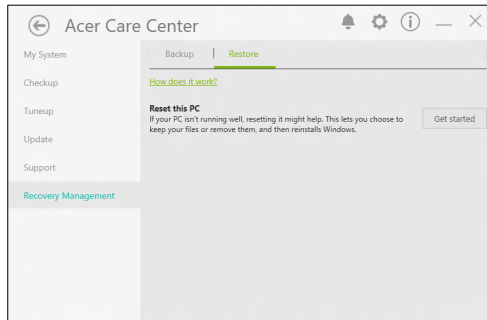 Acer Care Center
My System
Checkup
Tuneup
Update
Support
Recovery Management
Backup
Restore
How does it work?
Reset this PC
If your PC isn't running well, resetting it might help. This lets you choose to
keep your files or remove them, and then reinstalls Windows.
Get started